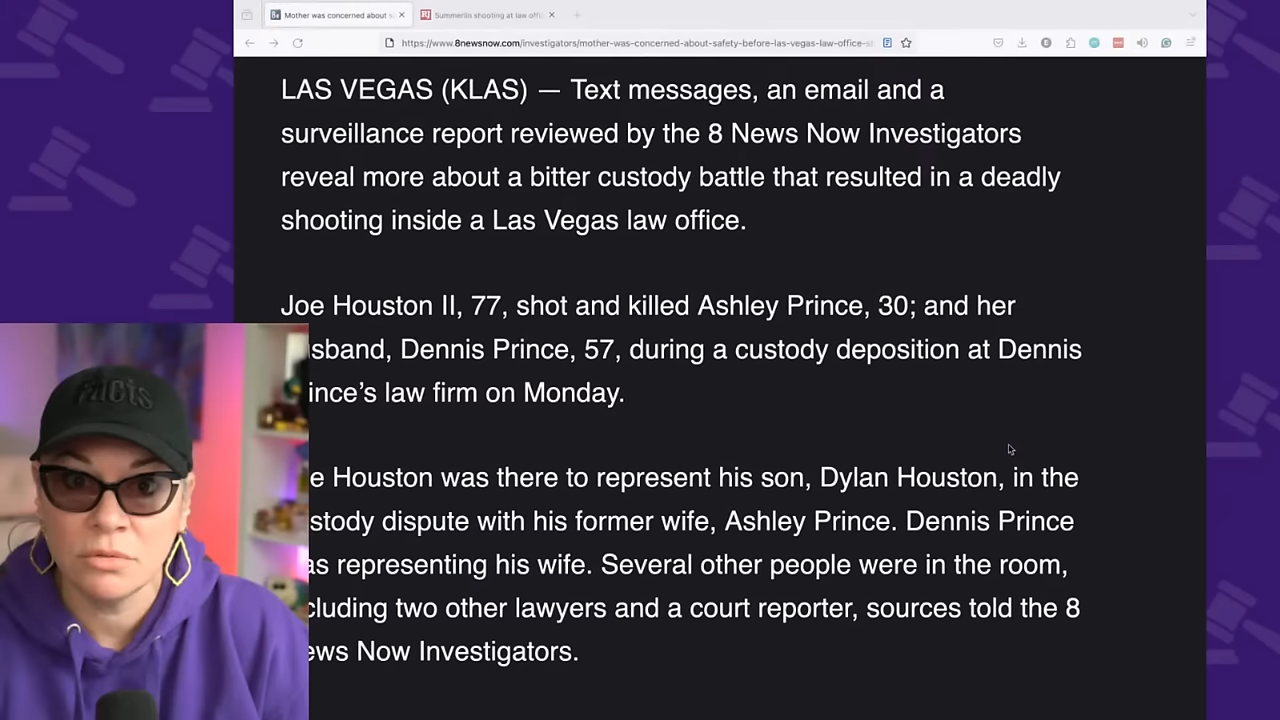 Mother was concerned about s
Summerlin shooting at law offi
https://www.8newsnow.com/investigators/mother-was-concerned-about-safety-before-las-vegas-law-office-s
LAS VEGAS (KLAS) — Text messages, an email and a
surveillance report reviewed by the 8 News Now Investigators
reveal more about a bitter custody battle that resulted in a deadly
shooting inside a Las Vegas law office.
Joe Houston II, 77, shot and killed Ashley Prince, 30; and her
sband, Dennis Prince, 57, during a custody deposition at Dennis
ince's law firm on Monday.
e Houston was there to represent his son, Dylan Houston, in the
stody dispute with his former wife, Ashley Prince. Dennis Prince
as representing his wife. Several other people were in the room,
cluding two other lawyers and a court reporter, sources told the 8
ews Now Investigators.
facts